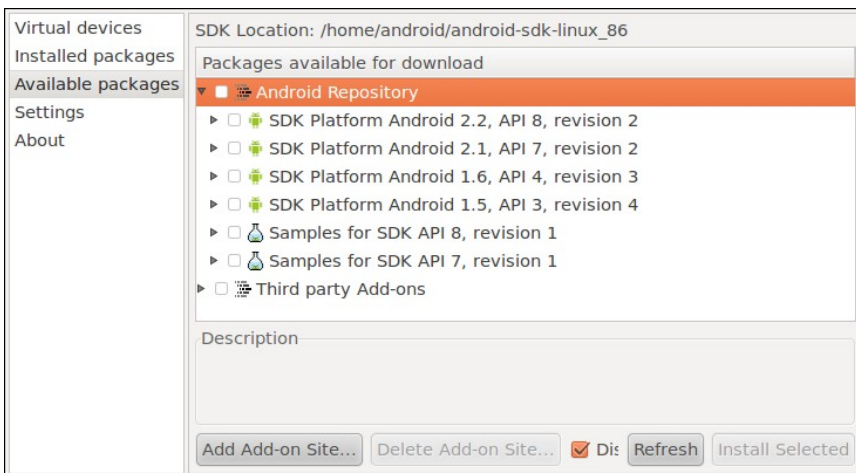 Virtual devices
Installed packages
Available packages
Settings
About
SDK Location: /home/android/android-sdk-linux_86
Packages available for download
Android Repository
SDK Platform Android 2.2, API 8, revision 2
SDK Platform Android 2.1, API 7, revision 2
SDK Platform Android 1.6, API 4, revision 3
SDK Platform Android 1.5, API 3, revision 4
Samples for SDK API 8, revision 1
Samples for SDK API 7, revision 1
Third party Add-ons
Description
Add Add-on Site... Delete Add-on Site... Dis Refresh Install Selected